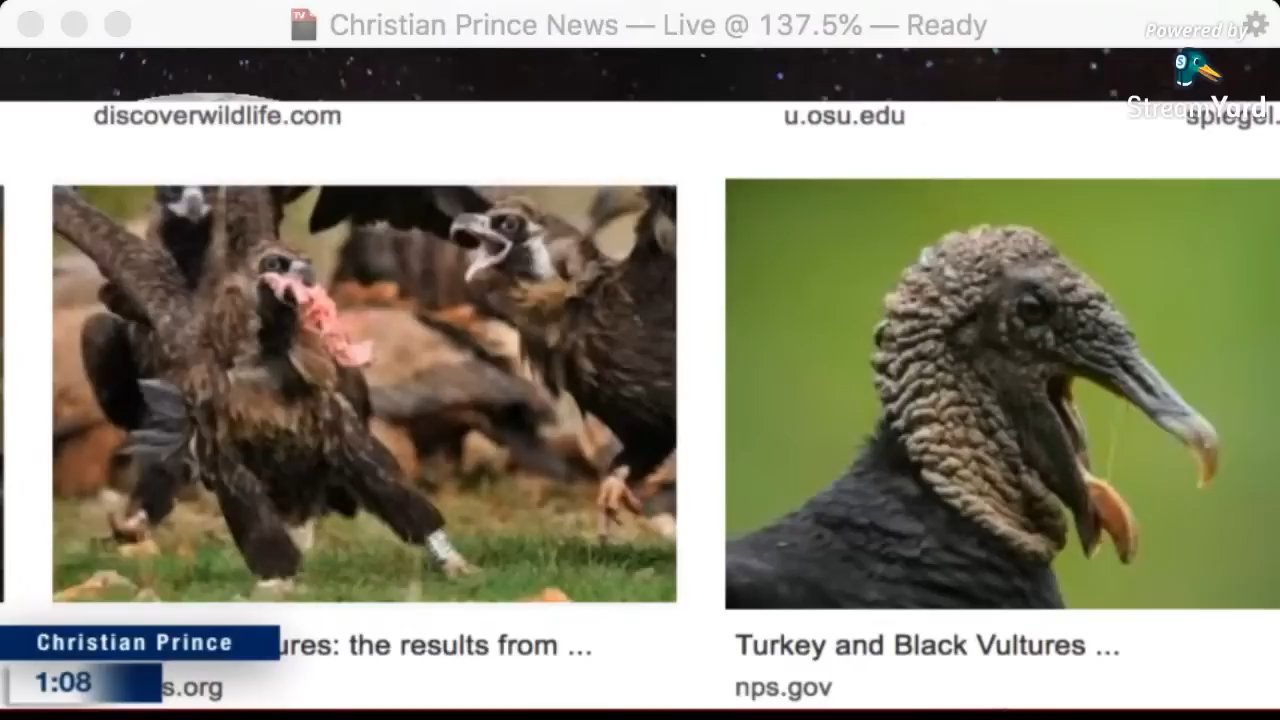 Christian Prince News — Live @ 137.5% — Ready
Powered by
StreamYard
discoverwildlife.com
u.osu.edu
spiegel.
ures: the results from ...
Turkey and Black Vultures ...
Christian Prince
1:08
s.org
nps.gov